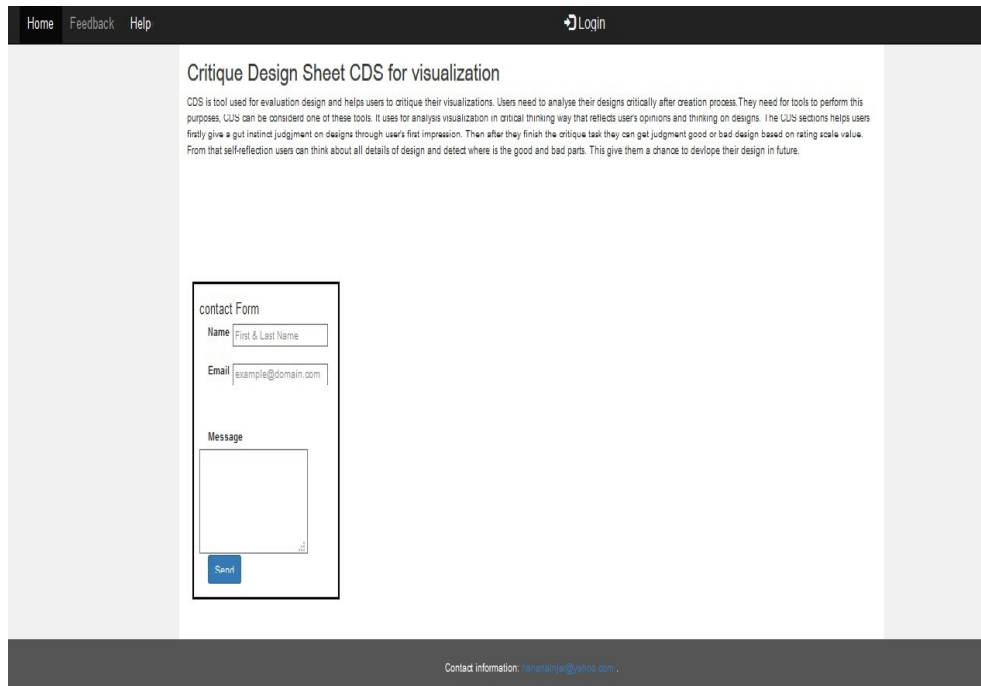 Home Feedback Help Login
Critique Design Sheet CDS for visualization
CDS is tool used for evaluation design and helps users to critique their visualizations. Users need to analyse their designs critically after creation process.They need for tools to perform this
purposes, CDS can be considerd one of these tools. It uses for analysis visualization in critical thinking way that reflects user's opinions and thinking on designs. The CDS sections helps users
firstly give a gut instinct judgjment on designs through user's first impression. Then after they finish the critique task they can get judgment good or bad design based on rating scale value.
From that self-reflection users can think about all details of design and detect where is the good and bad parts. This give them a chance to devlope their design in future.
contact Form
Name First & Last Name
Email example@domain.com
Message
Send
Contact information: .